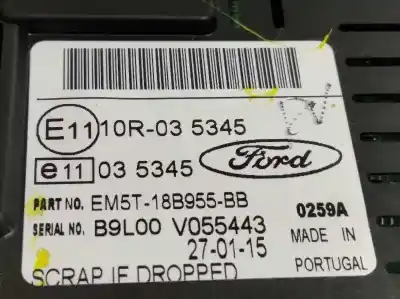 E11 10R-03 5345
e11 03 5345 Ford
PART NO. EM5T-18B955-BB 0259A
SERIAL NO. B9L00 V055443 MADE IN
27-01-15 PORTUGAL
SCRAP IF DROPPED